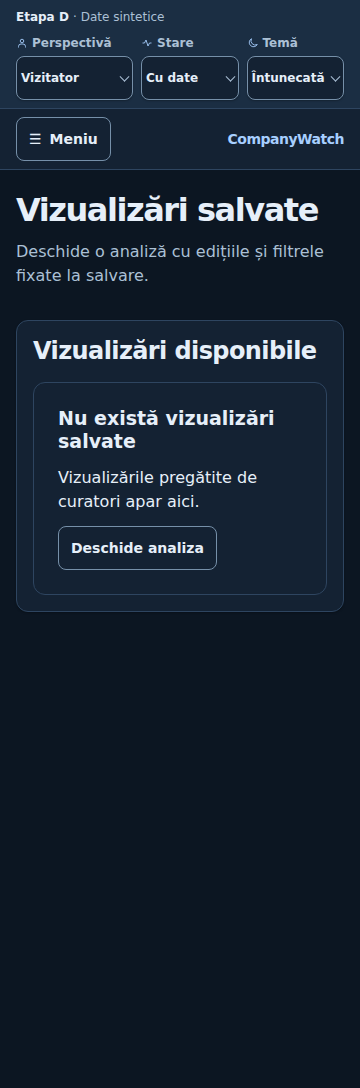 Etapa D · Date sintetice
Perspectivă
Stare
Temă
Vizitator
Cu date
Întunecată
☰ Meniu
CompanyWatch
Vizualizări salvate
Deschide o analiză cu edițiile și filtrele
fixate la salvare.
Vizualizări disponibile
Nu există vizualizări
salvate
Vizualizările pregătite de
curatori apar aici.
Deschide analiza